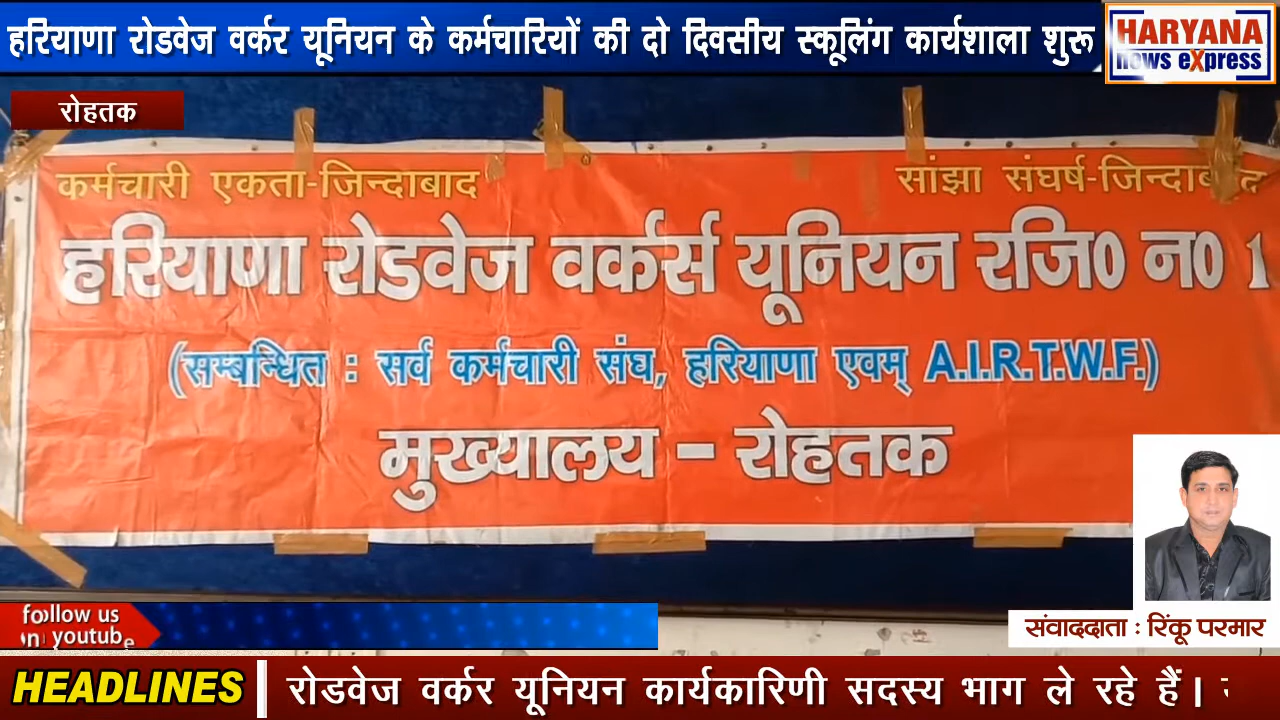 हरियाणा रोडवेज वर्कर यूनियन के कर्मचारियों की दो दिवसीय स्कूलिंग कार्यशाला शुरू
HARYANA
news eXpress
रोहतक
कर्मचारी एकता-जिन्दाबाद
सांझा संघर्ष-जिन्दाबाद
हरियाणा रोडवेज वर्कर्स यूनियन रजि0 न0 1
(सम्बन्धित : सर्व कर्मचारी संघ, हरियाणा एवम् A.I.R.T.W.F.)
मुख्यालय - रोहतक
follow us
on youtube
संवाददाता : रिंकू परमार
HEADLINES
रोडवेज वर्कर यूनियन कार्यकारिणी सदस्य भाग ले रहे हैं।